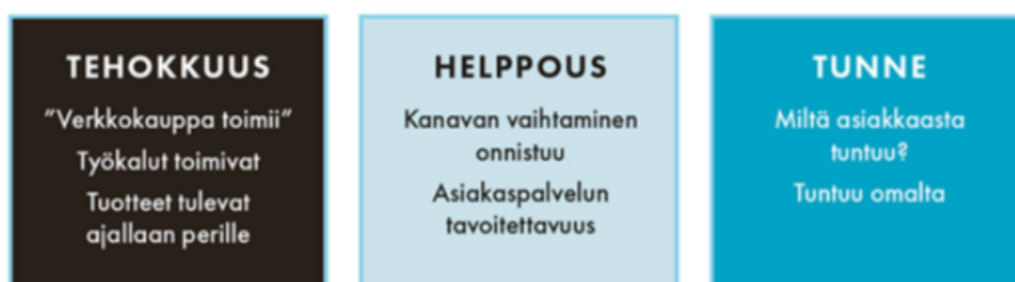 TEHOKKUUS
”Verkkokauppa toimii”
Työkalut toimivat
Tuotteet tulevat
ajallaan perille
HELPPOUS
Kanavan vaihtaminen
onnistuu
Asiakaspalvelun
tavoitettavuus
TUNNE
Miltä asiakkaasta
tuntuu?
Tuntuu omalta